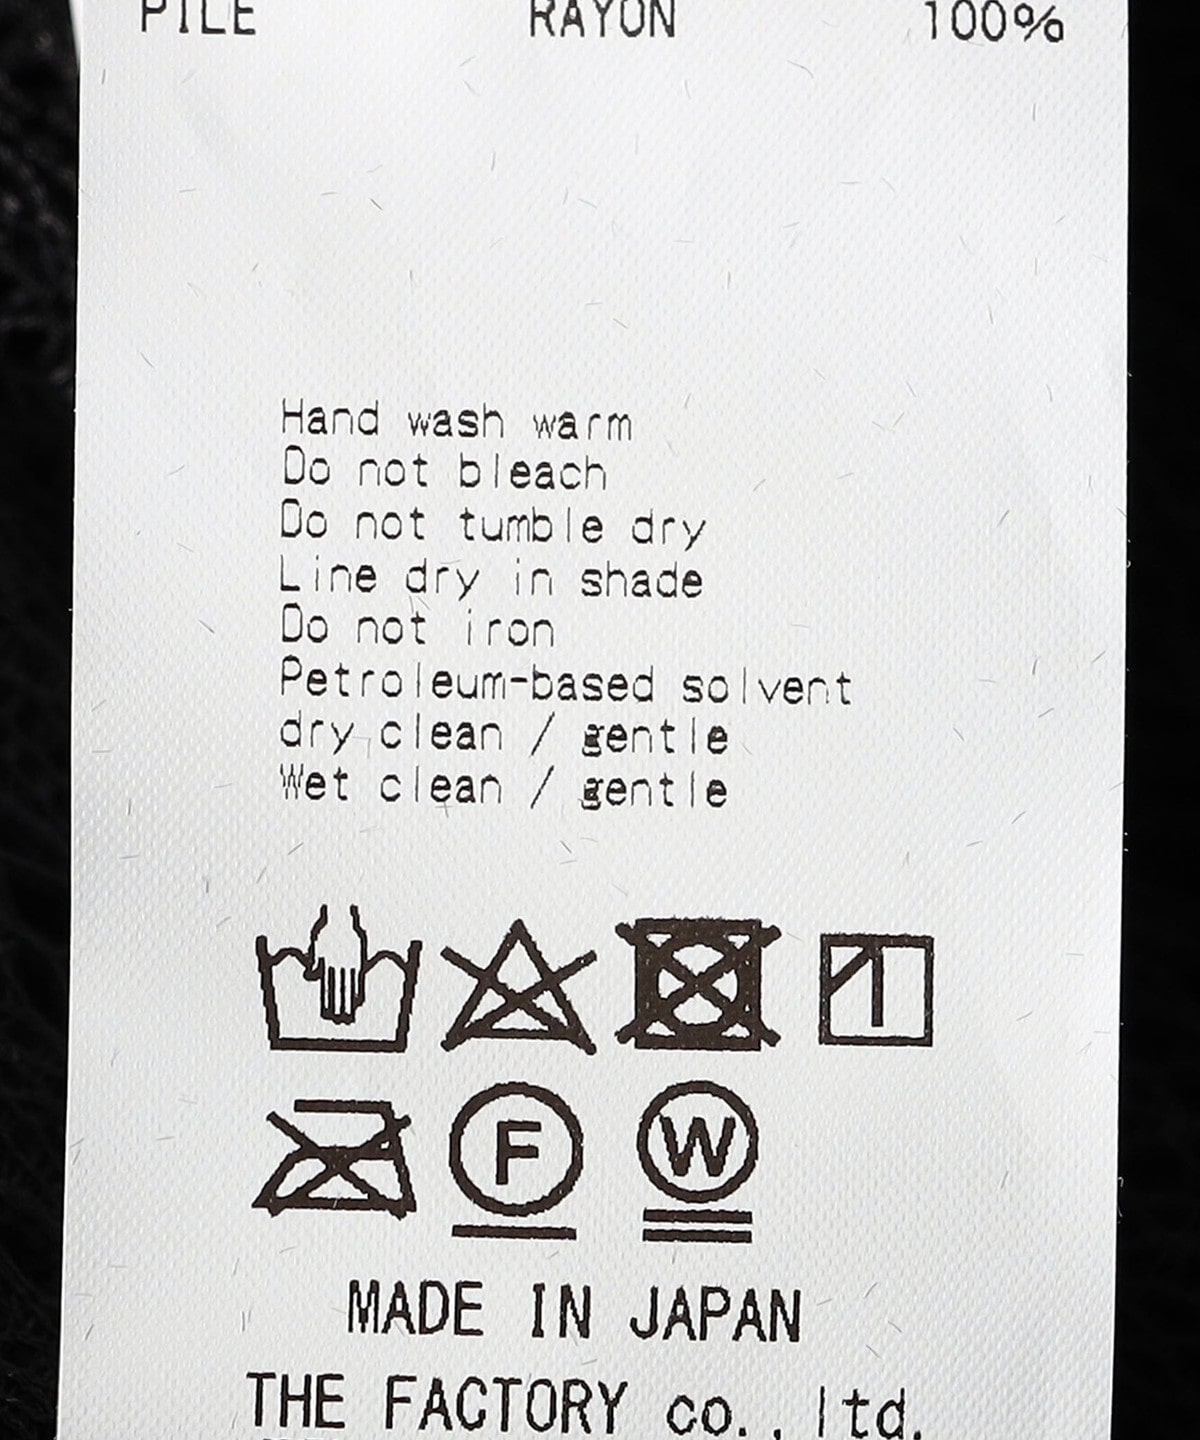 PILE RAYON 100%
Hand wash warm
Do not bleach
Do not tumble dry
Line dry in shade
Do not iron
Petroleum-based solvent
dry clean / gentle
Wet clean / gentle
F W
MADE IN JAPAN
THE FACTORY co., ltd.